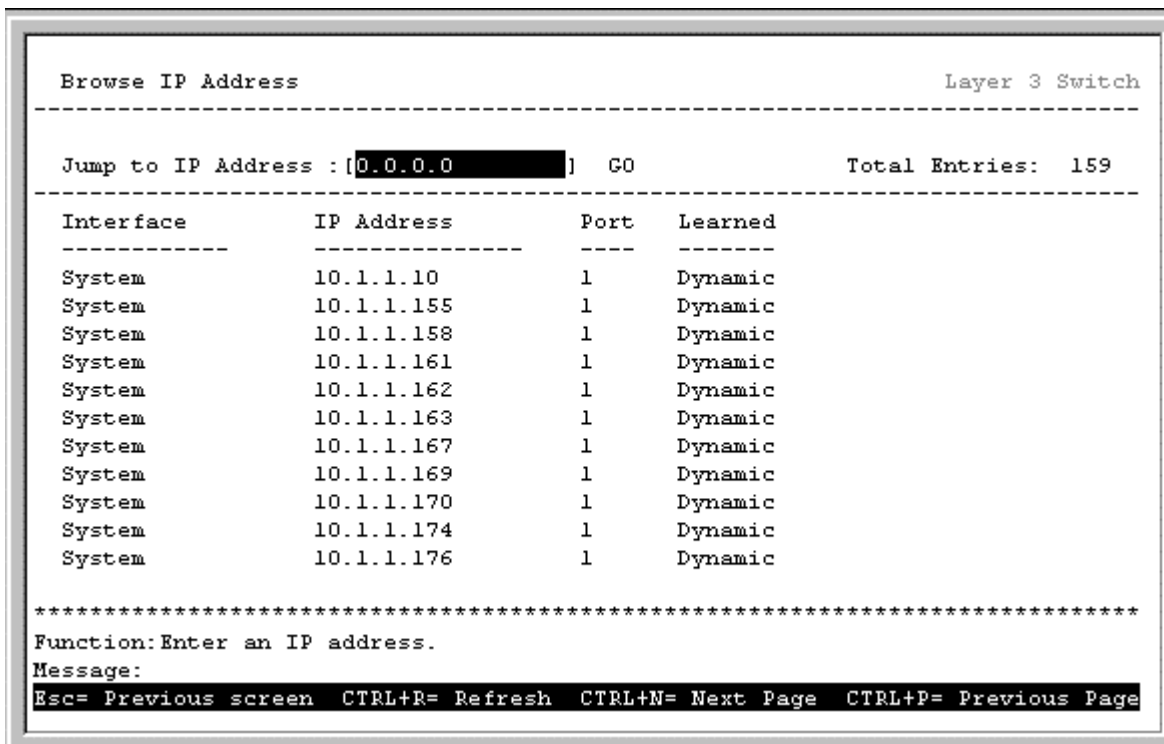 Browse IP Address Layer 3 Switch
Jump to IP Address :[0.0.0.0 ] GO Total Entries: 159
Interface IP Address Port Learned
System 10.1.1.10 1 Dynamic
System 10.1.1.155 1 Dynamic
System 10.1.1.158 1 Dynamic
System 10.1.1.161 1 Dynamic
System 10.1.1.162 1 Dynamic
System 10.1.1.163 1 Dynamic
System 10.1.1.167 1 Dynamic
System 10.1.1.169 1 Dynamic
System 10.1.1.170 1 Dynamic
System 10.1.1.174 1 Dynamic
System 10.1.1.176 1 Dynamic
*******************************************************************************
Function:Enter an IP address.
Message:
Esc= Previous screen CTRL+R= Refresh CTRL+N= Next Page CTRL+P= Previous Page